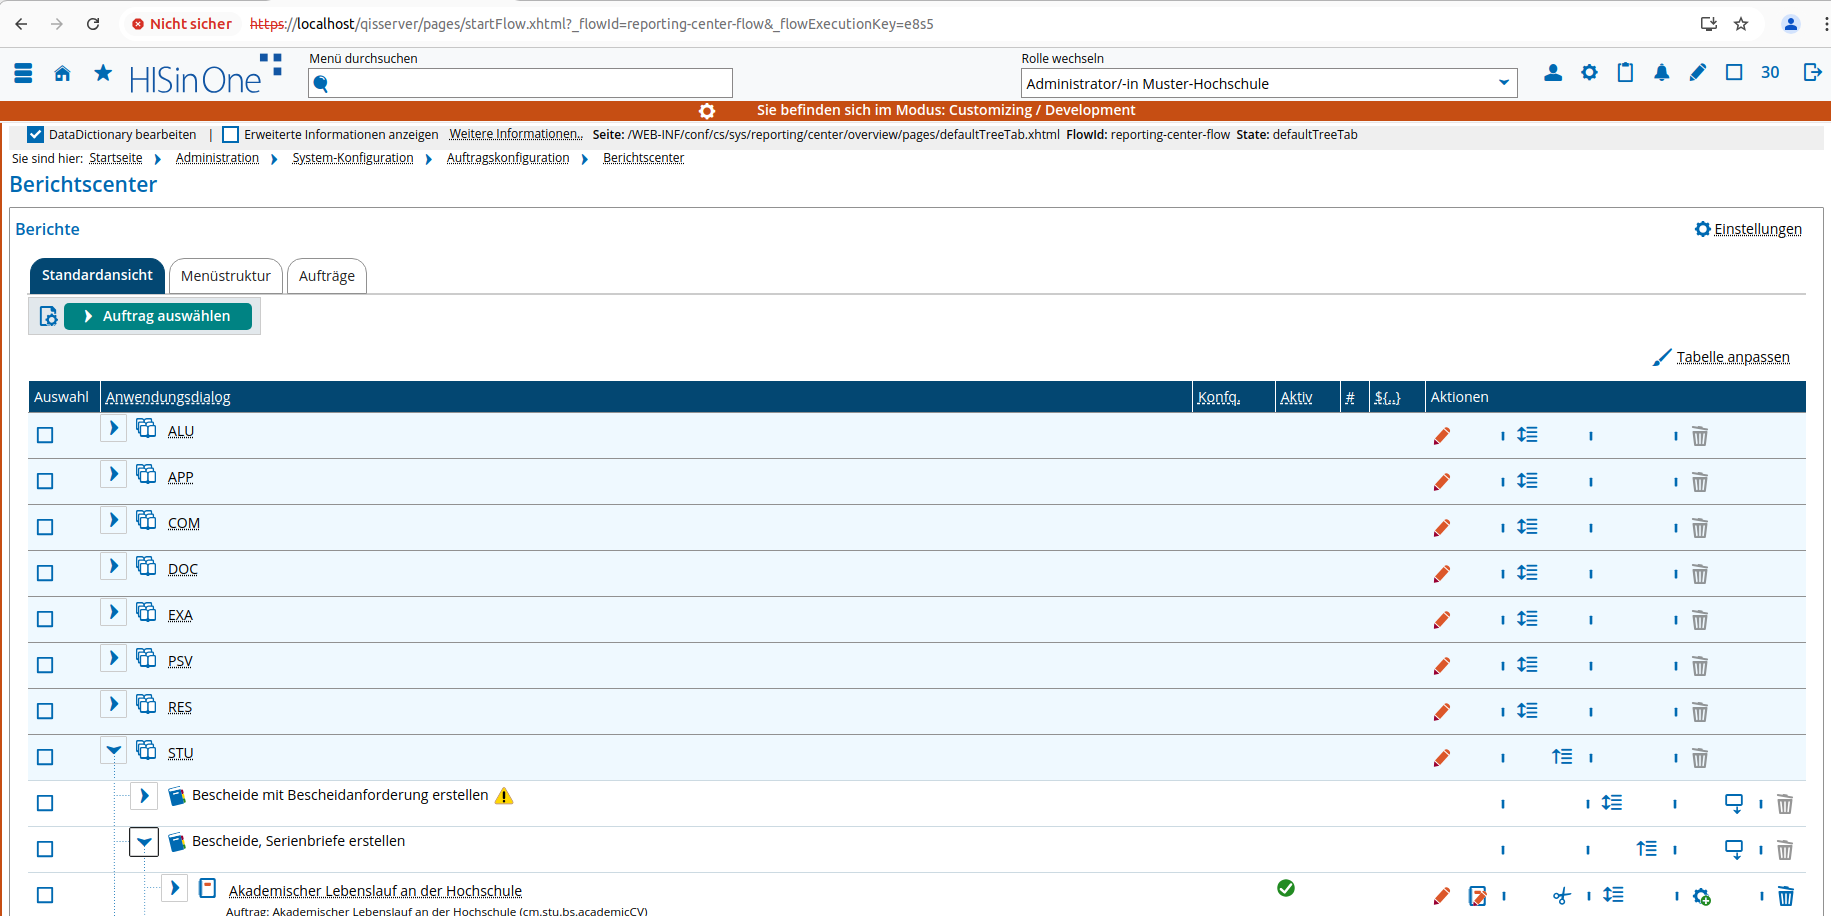 Nicht sicher https://localhost/qisserver/pages/startFlow.xhtml?_flowId=reporting-center-flow&_flowExecutionKey=e8s5
Menü durchsuchen
Rolle wechseln
HISinOne
Administrator/-in Muster-Hochschule
30
Sie befinden sich im Modus: Customizing / Development
DataDictionary bearbeiten | Erweiterte Informationen anzeigen Weitere Informationen.. Seite: /WEB-INF/conf/cs/sys/reporting/center/overview/pages/defaultTreeTab.xhtml FlowId: reporting-center-flow State: defaultTreeTab
Sie sind hier: Startseite Administration System-Konfiguration Auftragskonfiguration Berichtscenter
Berichtscenter
Berichte
Einstellungen
Standardansicht Menüstruktur Aufträge
Auftrag auswählen
Tabelle anpassen
Auswahl Anwendungsdialog Konfg. Aktiv # ${..} Aktionen
ALU
APP
COM
DOC
EXA
PSV
RES
STU
Bescheide mit Bescheidanforderung erstellen
Bescheide, Serienbriefe erstellen
Akademischer Lebenslauf an der Hochschule
Auftrag: Akademischer Lebenslauf an der Hochschule (cm.stu.bs.academicCV)